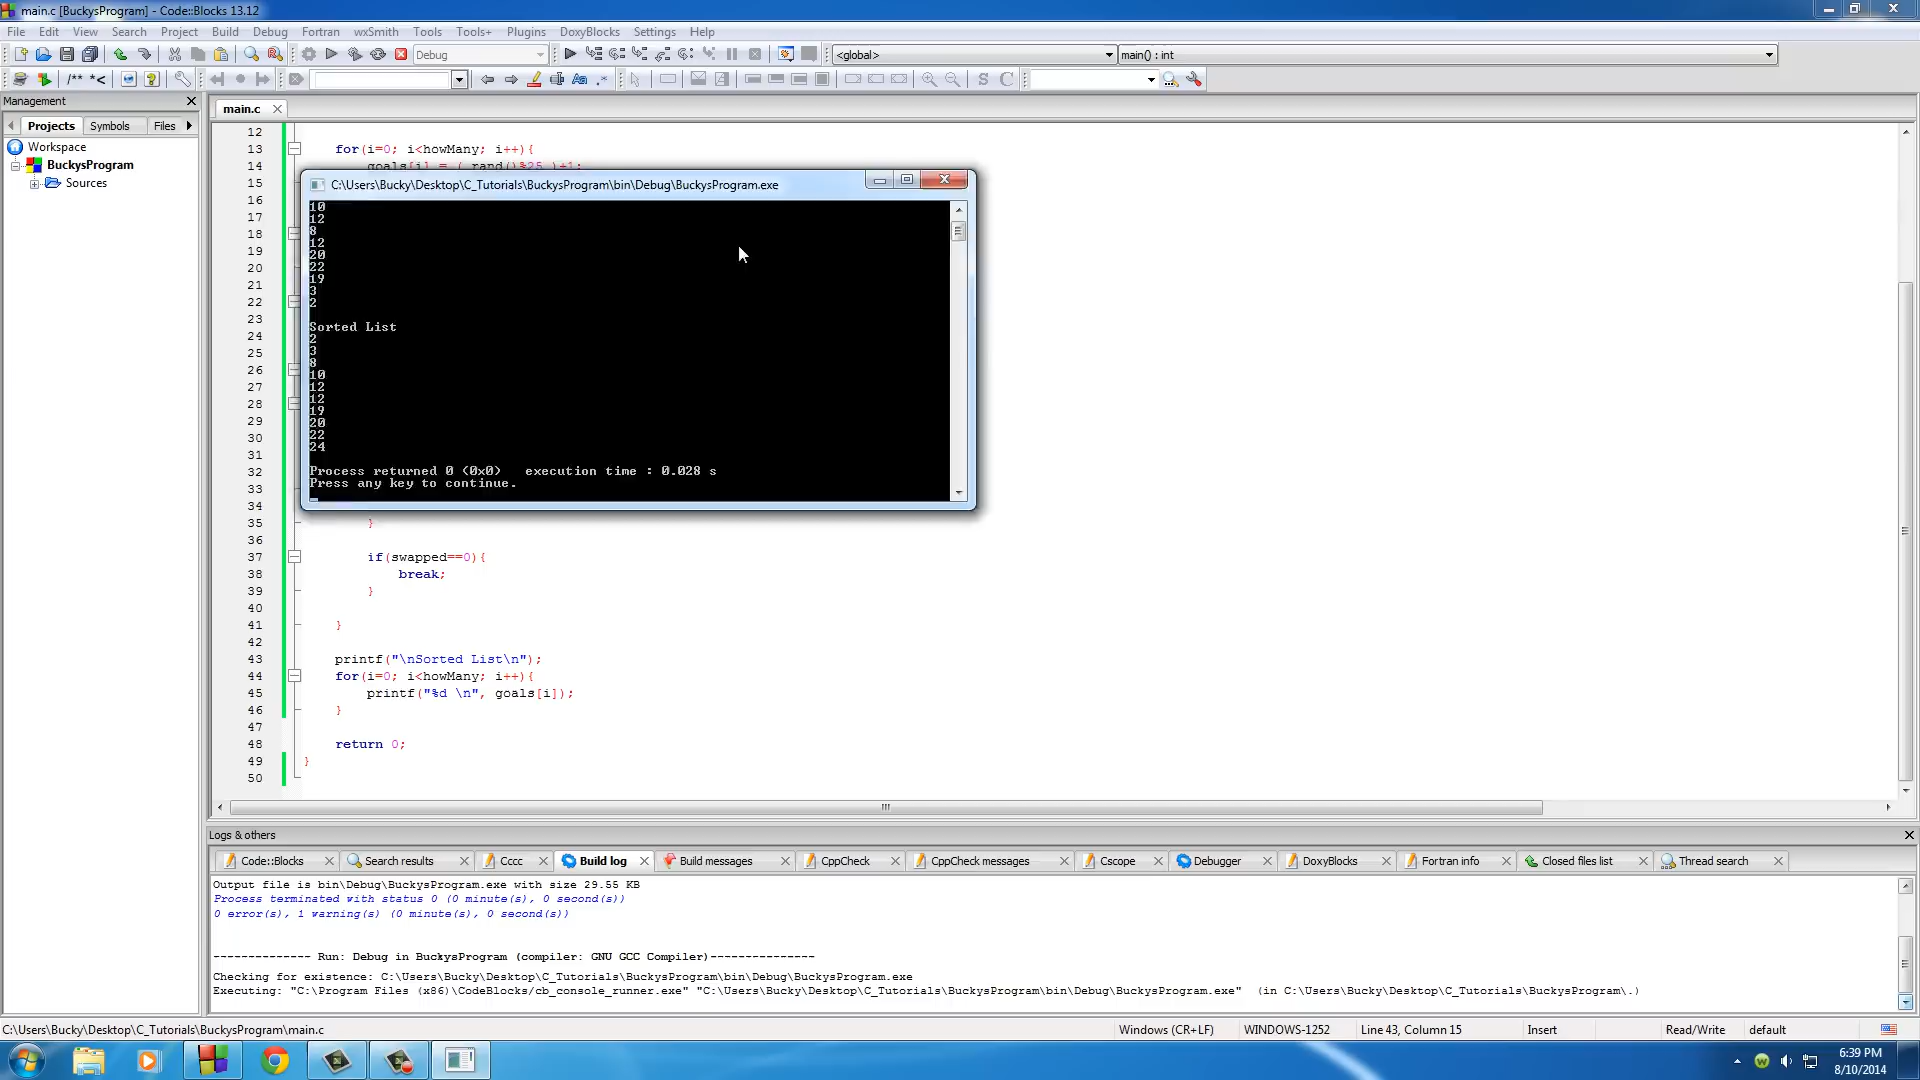 main.c [BuckysProgram] - Code::Blocks 13.12
File Edit View Search Project Build Debug Fortran wxSmith Tools Tools+ Plugins DoxyBlocks Settings Help
Debug <global> main() : int
/** *< Aa .* S C
Management
Projects Symbols Files
Workspace
BuckysProgram
Sources
main.c
12
13 for(i=0; i<howMany; i++){
14 goals[i] = ( rand()%25 )+1;
15
16
17
18
19
20
21
22
23
24
25
26
27
28
29
30
31
32
33
34
35 }
36
37 if(swapped==0){
38 break;
39 }
40
41 }
42
43 printf("\nSorted List\n");
44 for(i=0; i<howMany; i++){
45 printf("%d \n", goals[i]);
46 }
47
48 return 0;
49 }
50
C:\Users\Bucky\Desktop\C_Tutorials\BuckysProgram\bin\Debug\BuckysProgram.exe
10
12
8
12
20
22
19
3
2
Sorted List
2
3
8
10
12
12
19
20
22
24
Process returned 0 (0x0) execution time : 0.028 s
Press any key to continue.
Logs & others
Code::Blocks Search results Cccc Build log Build messages CppCheck CppCheck messages Cscope Debugger DoxyBlocks Fortran info Closed files list Thread search
Output file is bin\Debug\BuckysProgram.exe with size 29.55 KB
Process terminated with status 0 (0 minute(s), 0 second(s))
0 error(s), 1 warning(s) (0 minute(s), 0 second(s))
-------------- Run: Debug in BuckysProgram (compiler: GNU GCC Compiler)---------------
Checking for existence: C:\Users\Bucky\Desktop\C_Tutorials\BuckysProgram\bin\Debug\BuckysProgram.exe
Executing: "C:\Program Files (x86)\CodeBlocks/cb_console_runner.exe" "C:\Users\Bucky\Desktop\C_Tutorials\BuckysProgram\bin\Debug\BuckysProgram.exe" (in C:\Users\Bucky\Desktop\C_Tutorials\BuckysProgram\.)
C:\Users\Bucky\Desktop\C_Tutorials\BuckysProgram\main.c Windows (CR+LF) WINDOWS-1252 Line 43, Column 15 Insert Read/Write default
6:39 PM
8/10/2014